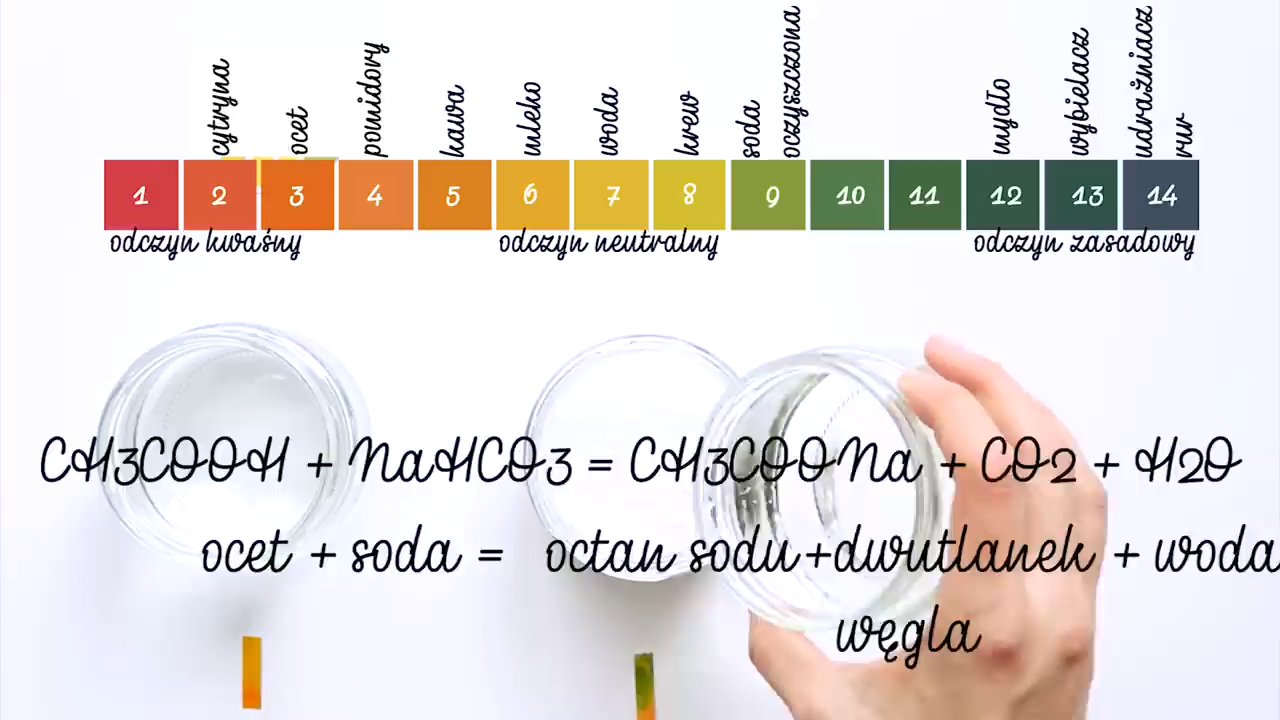 cytryna
ocet
pomidory
kawa
mleko
woda
krew
soda
oczyszczona
mydło
wybielacz
udrażniacz
rur
1 2 3 4 5 6 7 8 9 10 11 12 13 14
odczyn kwaśny odczyn neutralny odczyn zasadowy
CH3COOH + NaHCO3 = CH3COONa + CO2 + H2O
ocet + soda = octan sodu +dwutlanek + woda
węgla